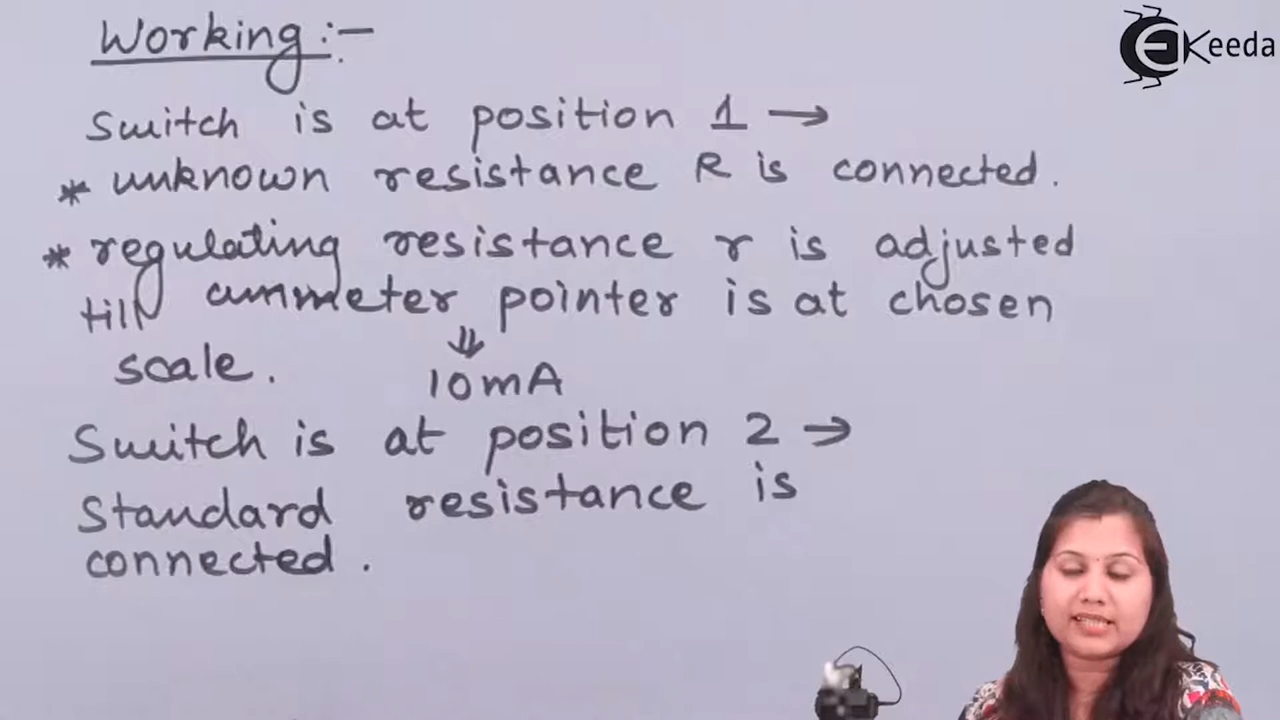 Working :-
EKeeda
Switch is at position 1 →
* unknown resistance R is connected.
* regulating resistance r is adjusted
till ammeter pointer is at chosen
scale.
⇓
10mA
Switch is at position 2 →
Standard resistance is
connected.